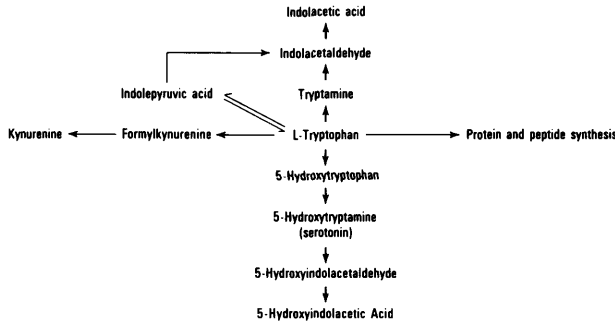 Indolacetic acid
Indolacetaldehyde
Indolepyruvic acid
Tryptamine
Kynurenine
Formylkynurenine
L-Tryptophan
Protein and peptide synthesis
5-Hydroxytryptophan
5-Hydroxytryptamine
(serotonin)
5-Hydroxyindolacetaldehyde
5-Hydroxyindolacetic Acid